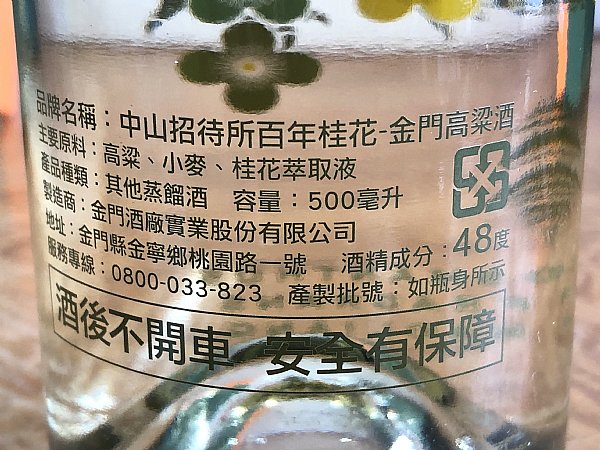 品牌名稱：中山招待所百年桂花-金門高粱酒
主要原料：高粱、小麥、桂花萃取液
產品種類：其他蒸餾酒 容量：500毫升
製造商：金門酒廠實業股份有限公司
地址：金門縣金寧鄉桃園路一號 酒精成分：48度
服務專線：0800-033-823 產製批號：如瓶身所示
酒後不開車 安全有保障